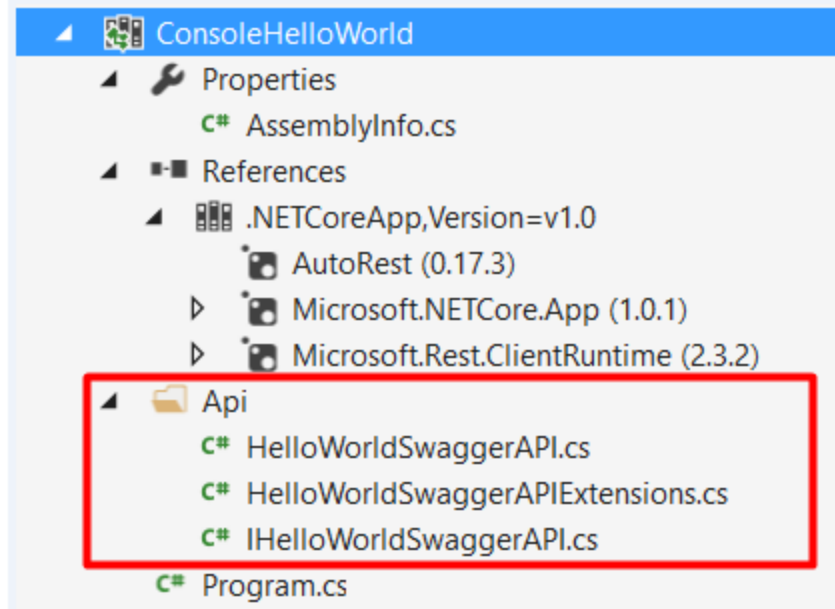 ConsoleHelloWorld
Properties
C# AssemblyInfo.cs
References
.NETCoreApp,Version=v1.0
AutoRest (0.17.3)
Microsoft.NETCore.App (1.0.1)
Microsoft.Rest.ClientRuntime (2.3.2)
Api
C# HelloWorldSwaggerAPI.cs
C# HelloWorldSwaggerAPIExtensions.cs
C# IHelloWorldSwaggerAPI.cs
C# Program.cs